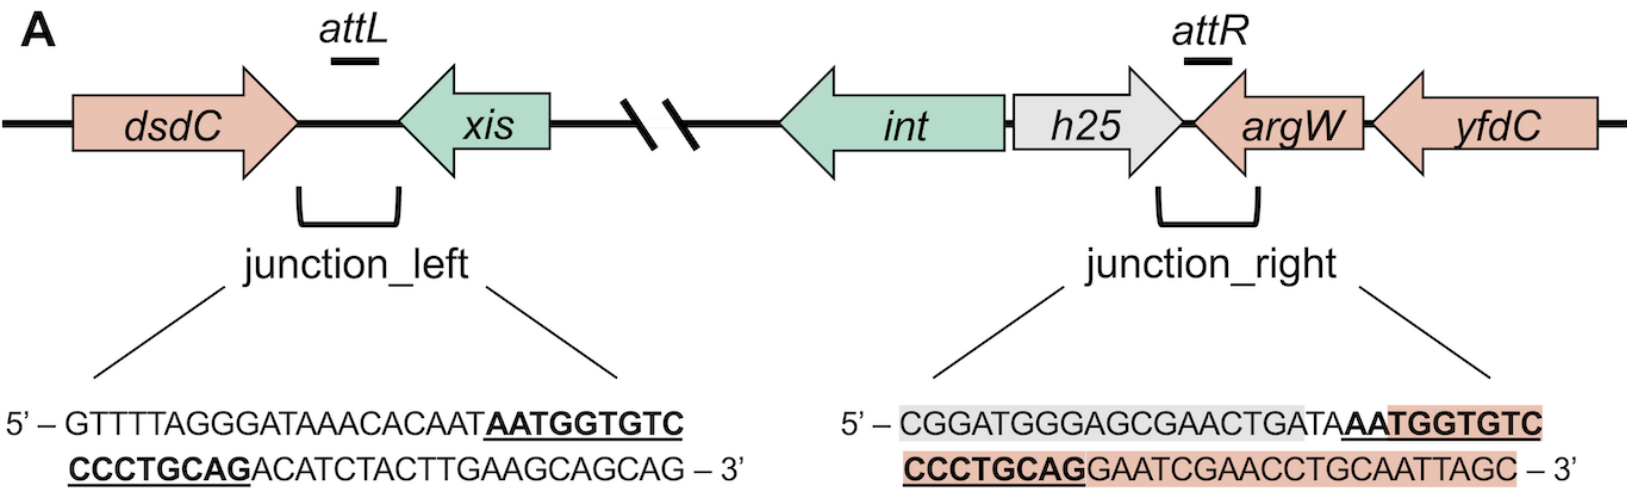 A
attL
attR
dsdC
xis
int
h25
argW
yfdC
junction_left
junction_right
5’ – GTTTTAGGGATAAACACAATAATGGTGTC
CCCTGCAGACATCTACTTGAAGCAGCAG – 3’
5’ – CGGATGGGAGCGAACTGATAAATGGTGTC
CCCTGCAGGAATCGAACCTGCAATTAGC – 3’